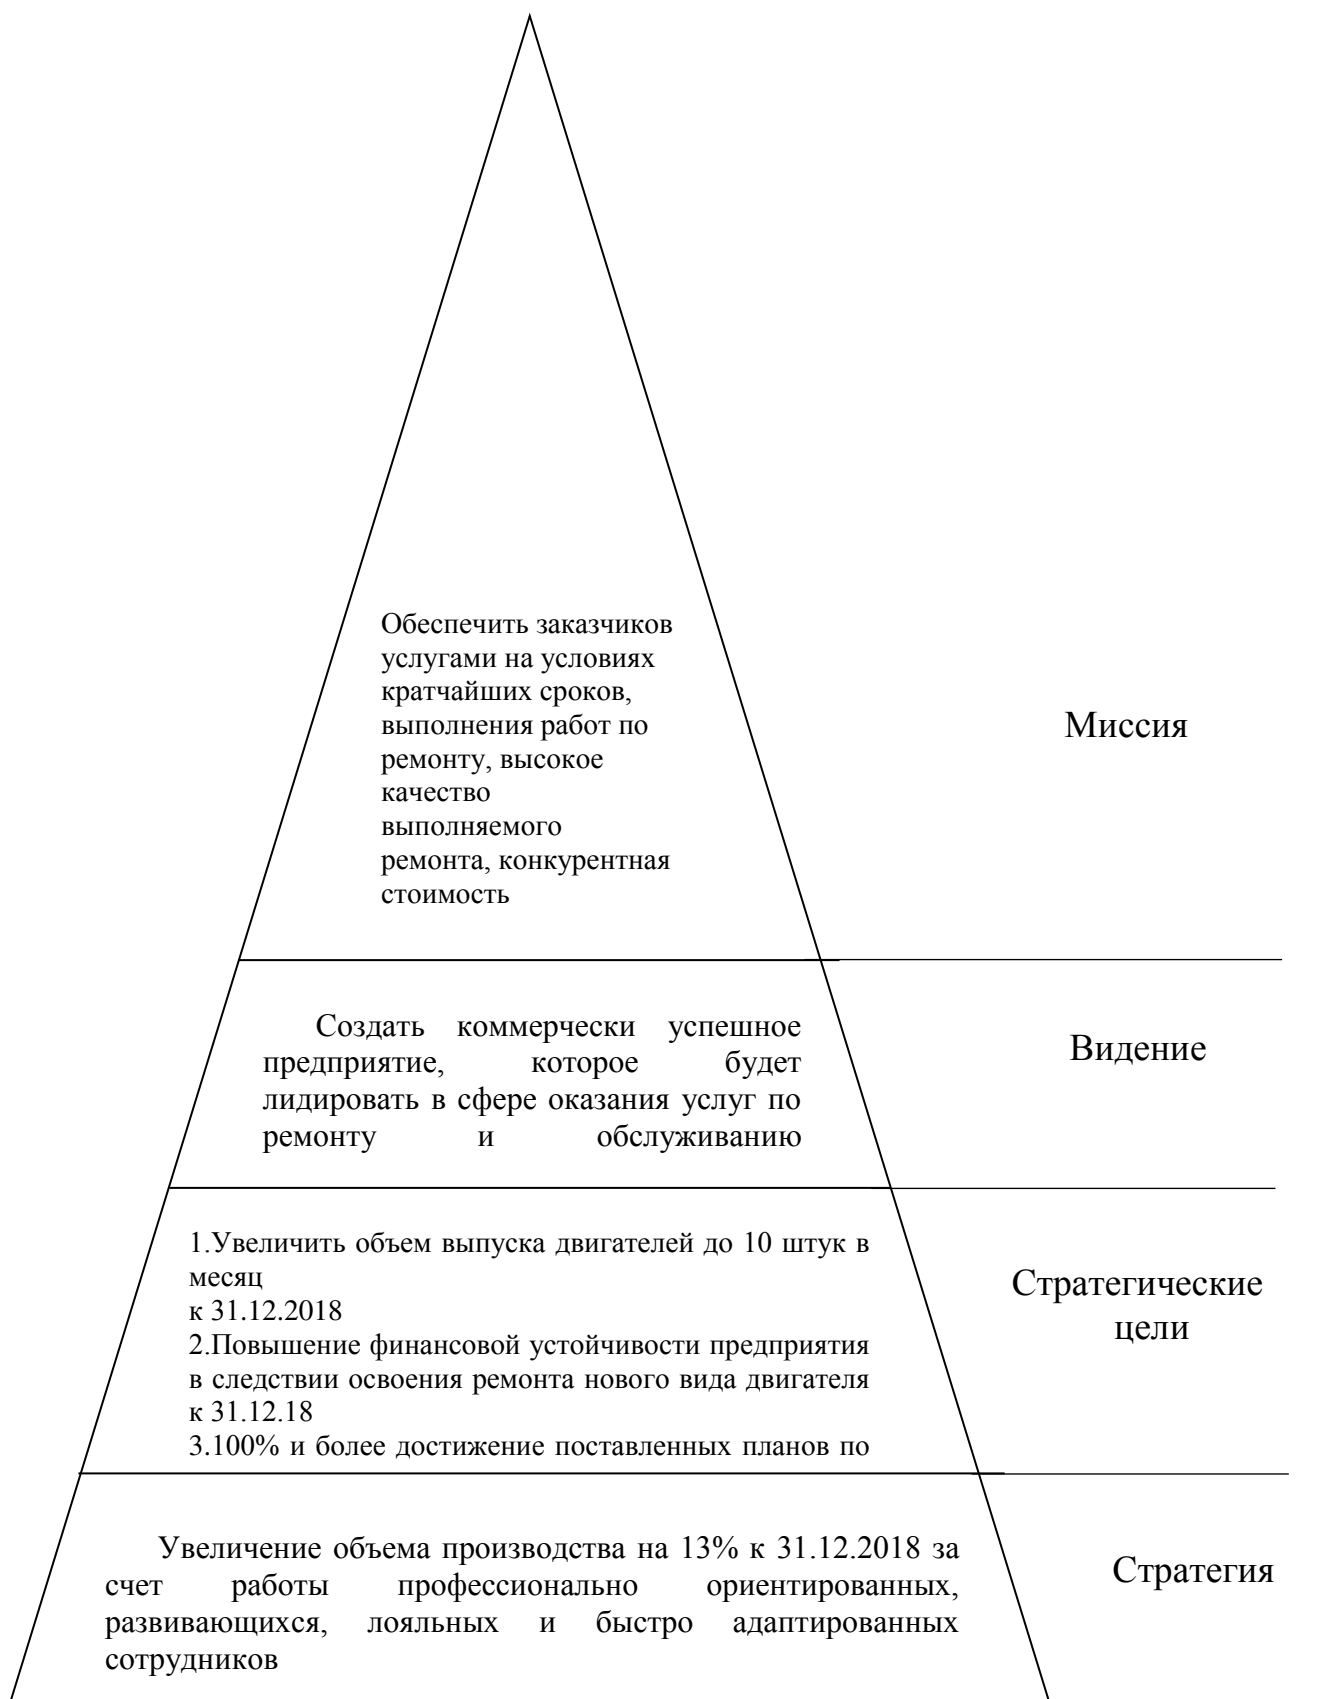 Обеспечить заказчиков
услугами на условиях
кратчайших сроков,
выполнения работ по
ремонту, высокое
качество
выполняемого
ремонта, конкурентная
стоимость
Миссия
Создать коммерчески успешное
предприятие, которое будет
лидировать в сфере оказания услуг по
ремонту и обслуживанию
Видение
1.Увеличить объем выпуска двигателей до 10 штук в
месяц
к 31.12.2018
2.Повышение финансовой устойчивости предприятия
в следствии освоения ремонта нового вида двигателя
к 31.12.18
3.100% и более достижение поставленных планов по
Стратегические
цели
Увеличение объема производства на 13% к 31.12.2018 за
счет работы профессионально ориентированных,
развивающихся, лояльных и быстро адаптированных
сотрудников
Стратегия